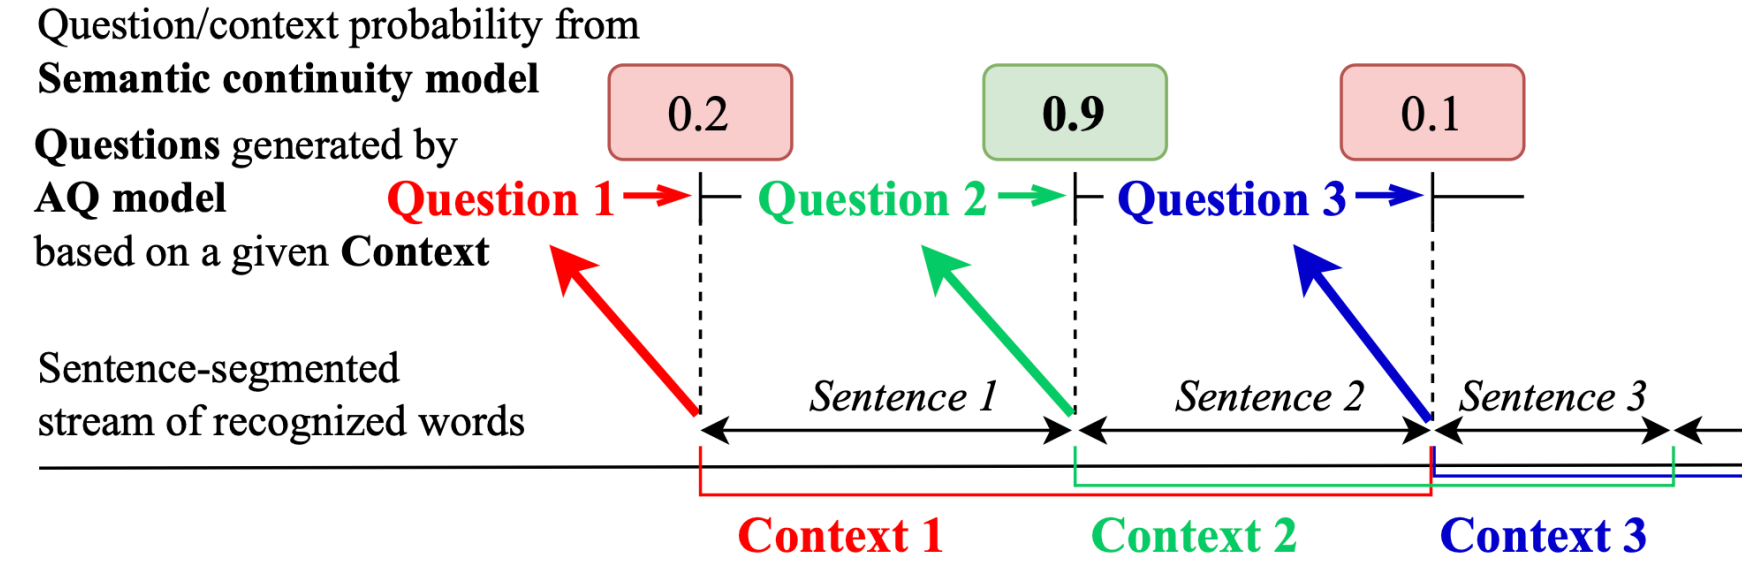 Question/context probability from
Semantic continuity model
0.2
0.9
0.1
Questions generated by
AQ model
based on a given Context
Question 1
Question 2
Question 3
Sentence-segmented
stream of recognized words
Sentence 1
Sentence 2
Sentence 3
Context 1
Context 2
Context 3